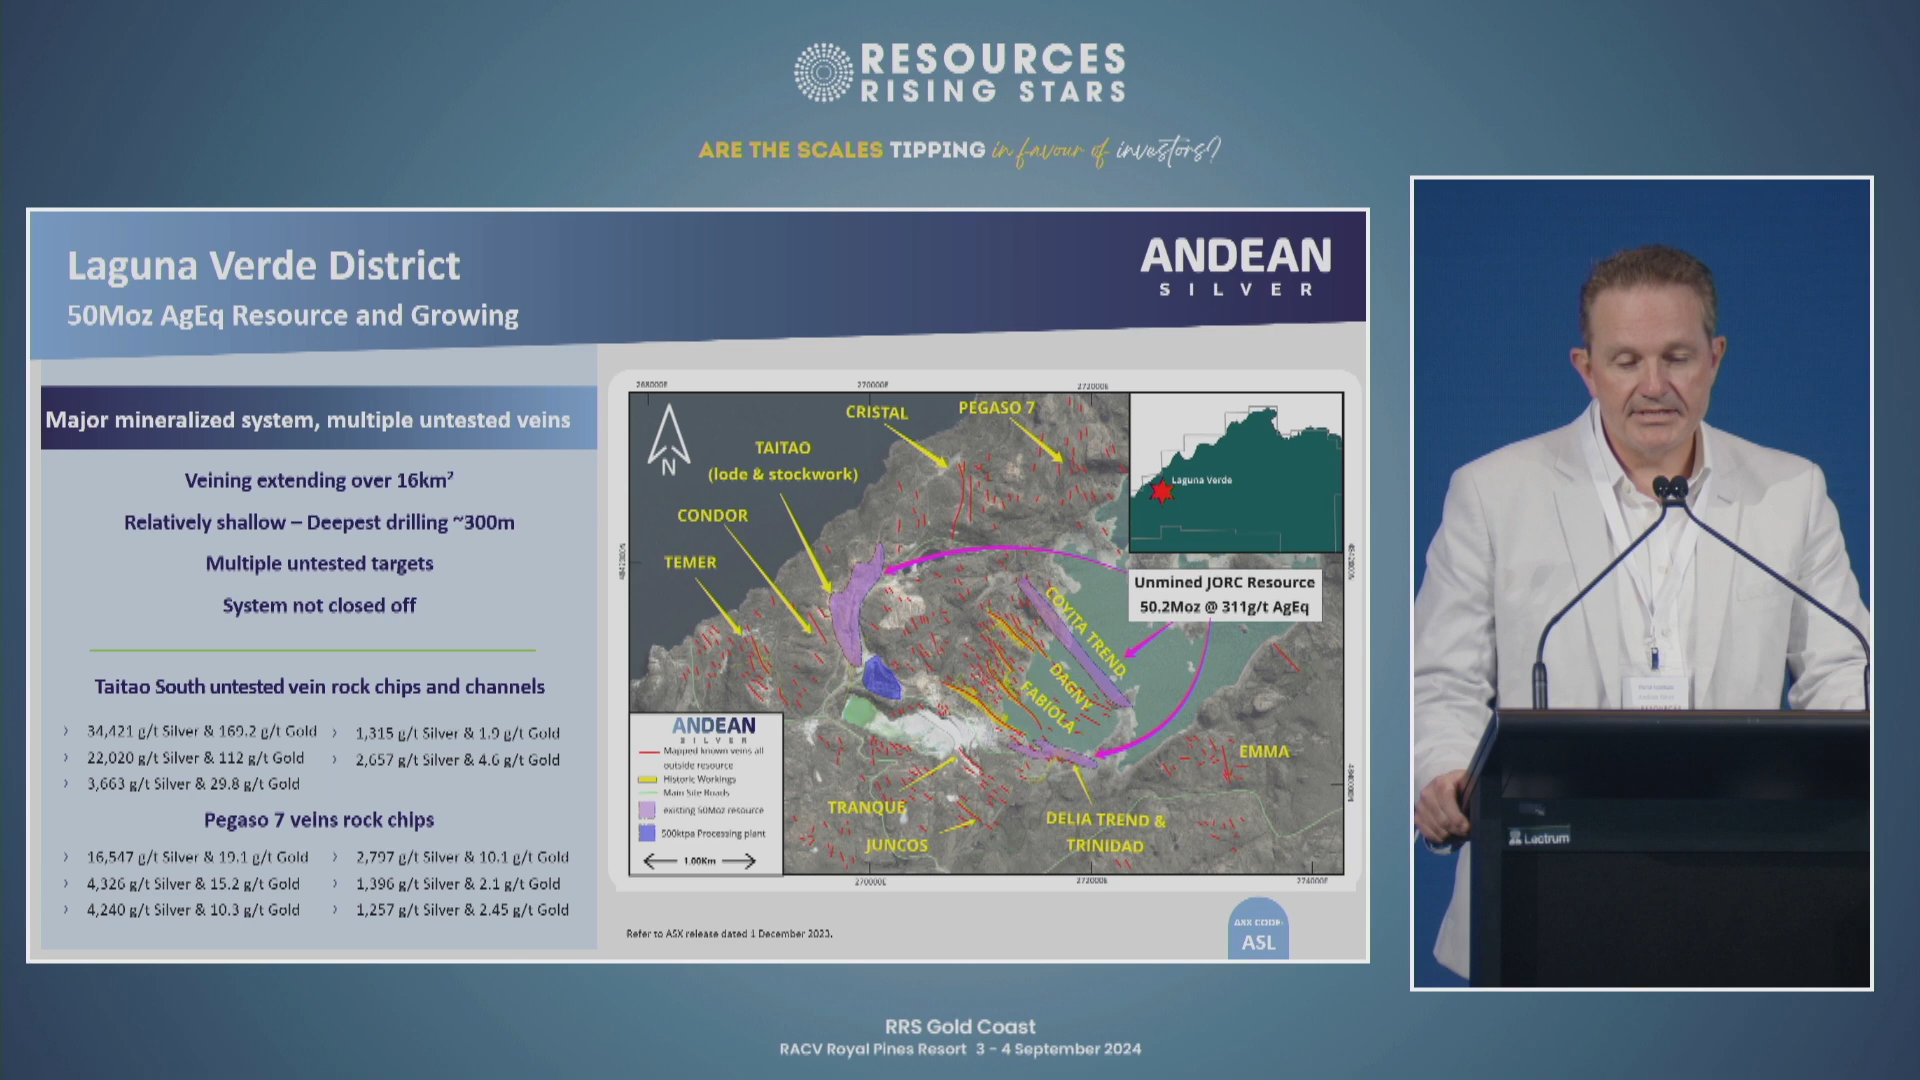 RESOURCES
RISING STARS
ARE THE SCALES TIPPING in favour of investors?
Laguna Verde District
50Moz AgEq Resource and Growing
ANDEAN
SILVER
Major mineralized system, multiple untested veins
Veining extending over 16km²
Relatively shallow – Deepest drilling ~300m
Multiple untested targets
System not closed off
Taitao South untested vein rock chips and channels
› 34,421 g/t Silver & 169.2 g/t Gold
› 22,020 g/t Silver & 112 g/t Gold
› 3,663 g/t Silver & 29.8 g/t Gold
› 1,315 g/t Silver & 1.9 g/t Gold
› 2,657 g/t Silver & 4.6 g/t Gold
Pegaso 7 veins rock chips
› 16,547 g/t Silver & 19.1 g/t Gold
› 4,326 g/t Silver & 15.2 g/t Gold
› 4,240 g/t Silver & 10.3 g/t Gold
› 2,797 g/t Silver & 10.1 g/t Gold
› 1,396 g/t Silver & 2.1 g/t Gold
› 1,257 g/t Silver & 2.45 g/t Gold
268000E
270000E
272000E
CRISTAL
PEGASO 7
TAITAO
(lode & stockwork)
CONDOR
TEMER
N
Laguna Verde
Unmined JORC Resource
50.2Moz @ 311g/t AgEq
COYITA TREND
DAGNY
FABIOLA
EMMA
TRANQUE
JUNCOS
DELIA TREND &
TRINIDAD
ANDEAN
SILVER
Mapped known veins all
outside resource
Historic Workings
Main Site Roads
existing 50Moz resource
500ktpa Processing plant
1.00Km
270000E
272000E
274000E
Refer to ASX release dated 1 December 2023.
ASX CODE:
ASL
Lectrum
RRS Gold Coast
RACV Royal Pines Resort 3 - 4 September 2024